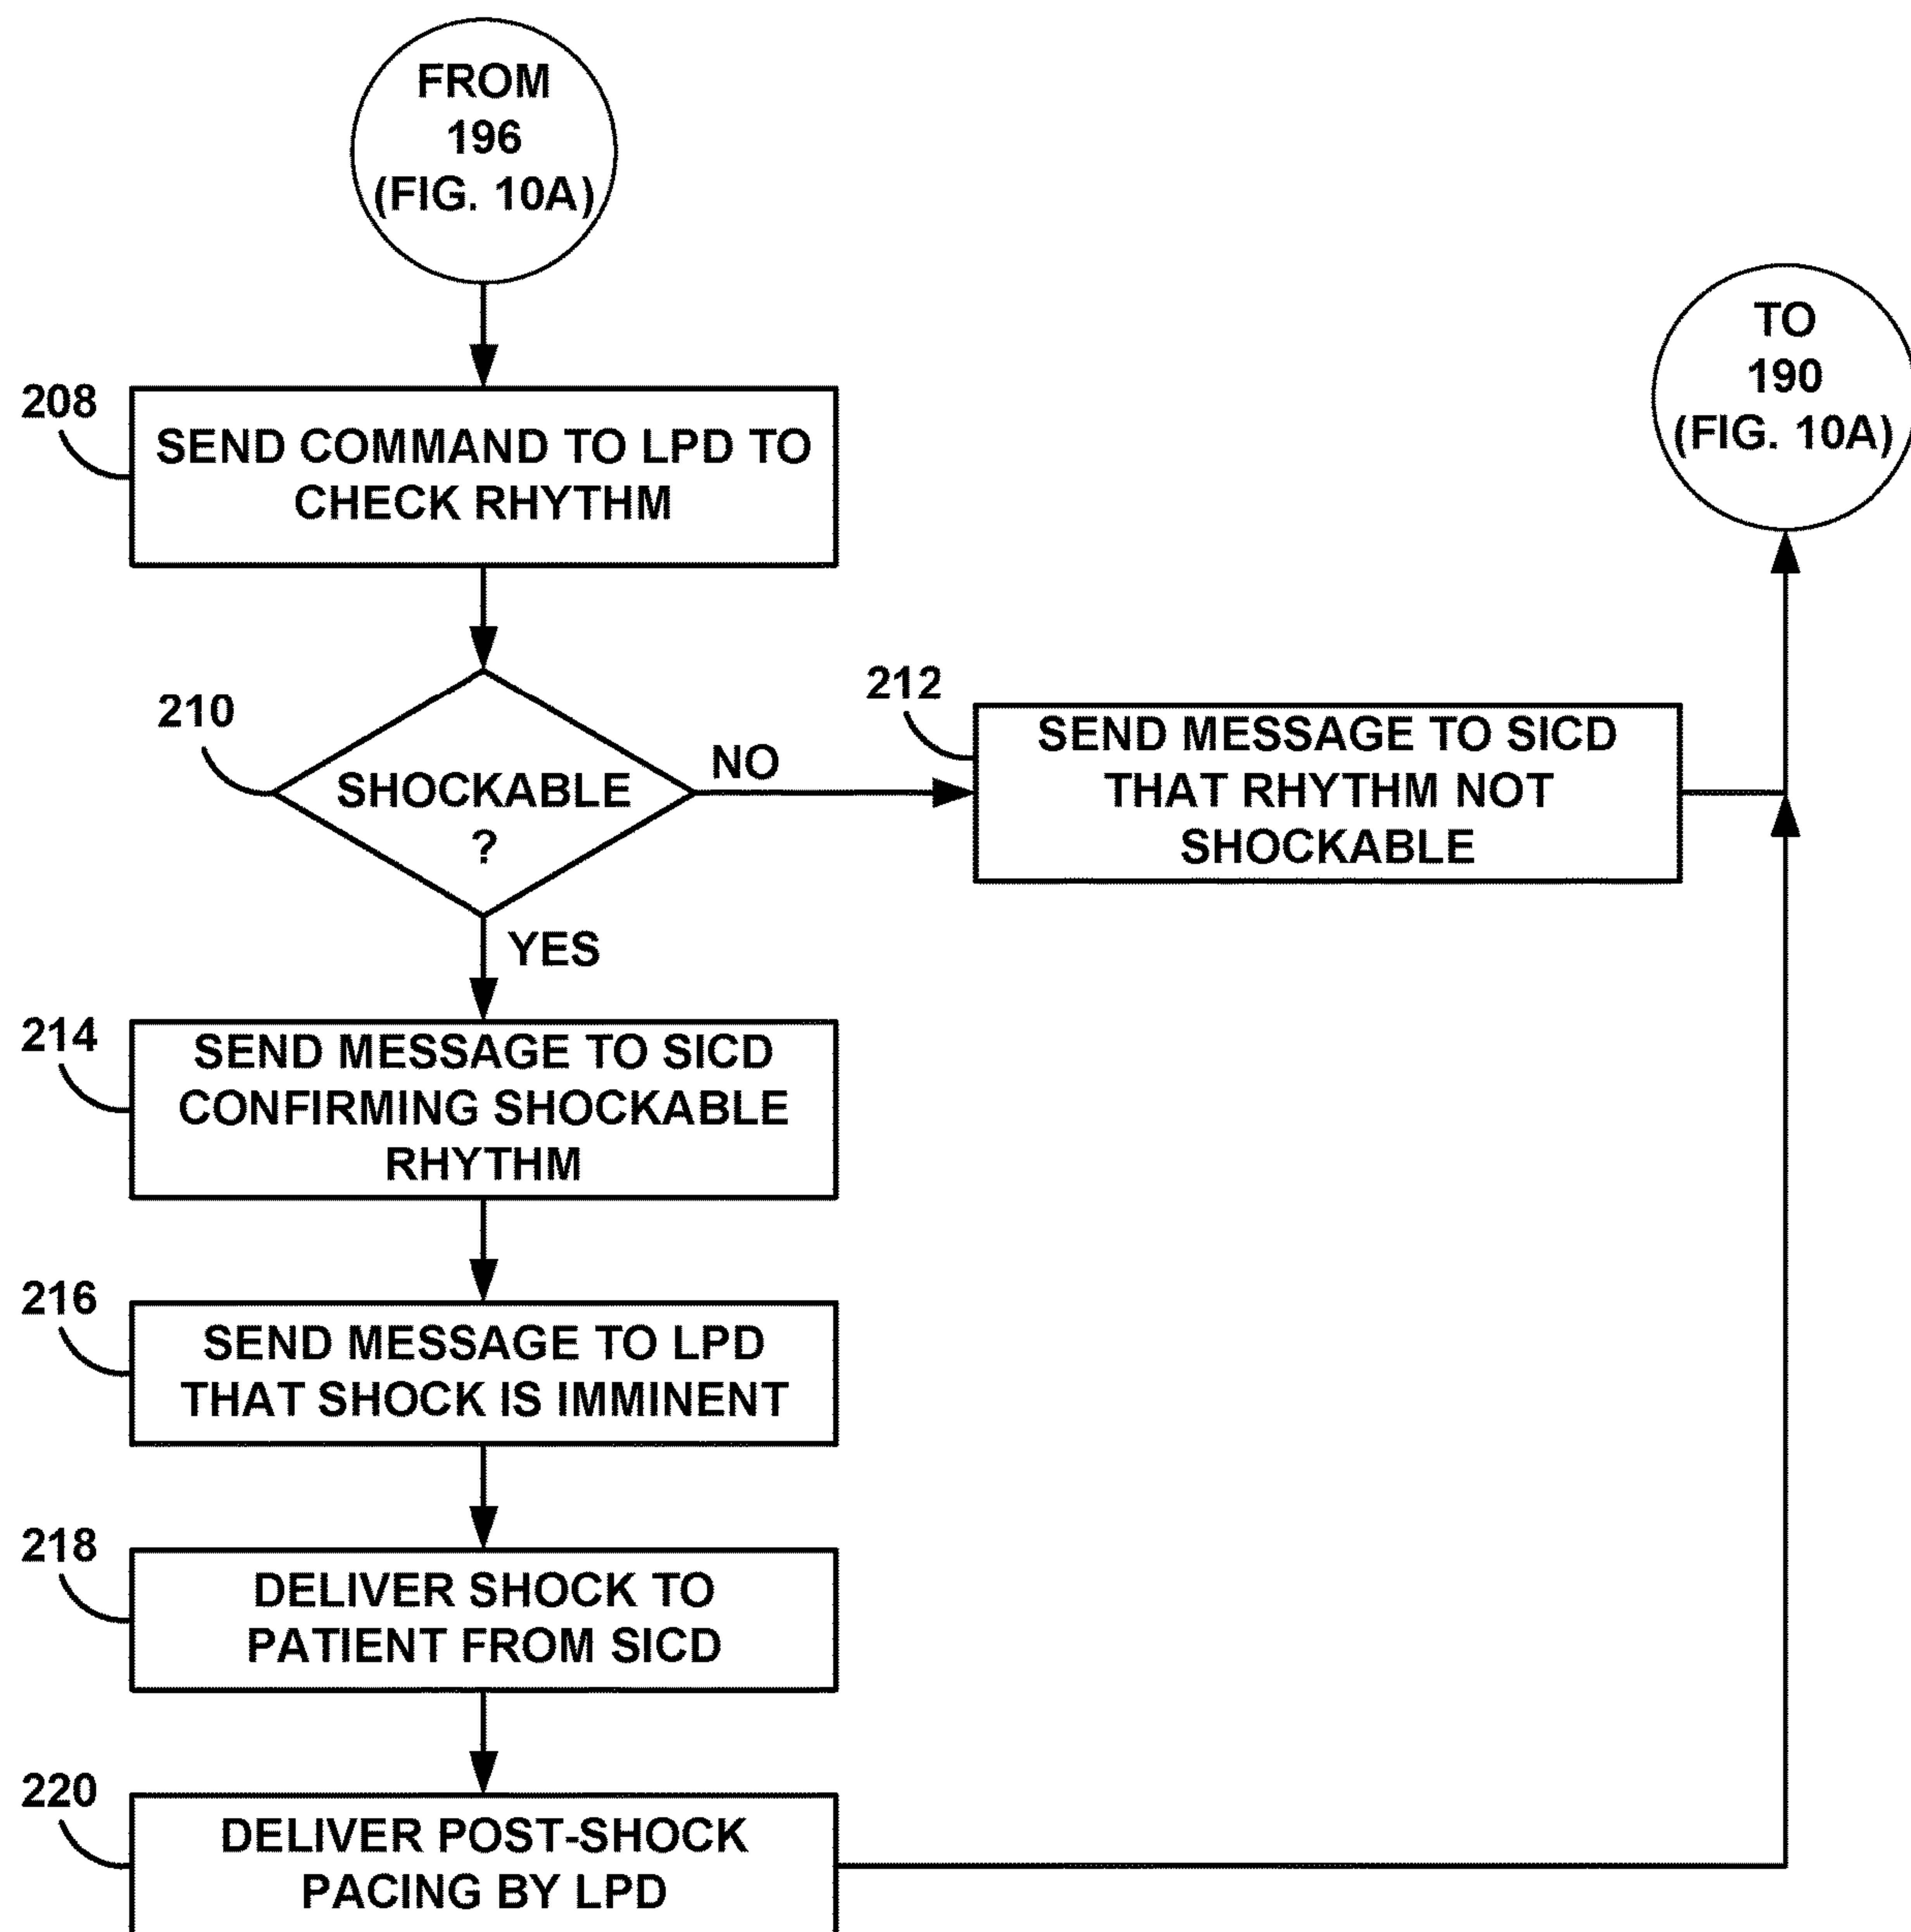 FROM
196
(FIG. 10A)
TO
190
(FIG. 10A)
208
SEND COMMAND TO LPD TO
CHECK RHYTHM
210
SHOCKABLE
?
NO
YES
212
SEND MESSAGE TO SICD
THAT RHYTHM NOT
SHOCKABLE
214
SEND MESSAGE TO SICD
CONFIRMING SHOCKABLE
RHYTHM
216
SEND MESSAGE TO LPD
THAT SHOCK IS IMMINENT
218
DELIVER SHOCK TO
PATIENT FROM SICD
220
DELIVER POST-SHOCK
PACING BY LPD